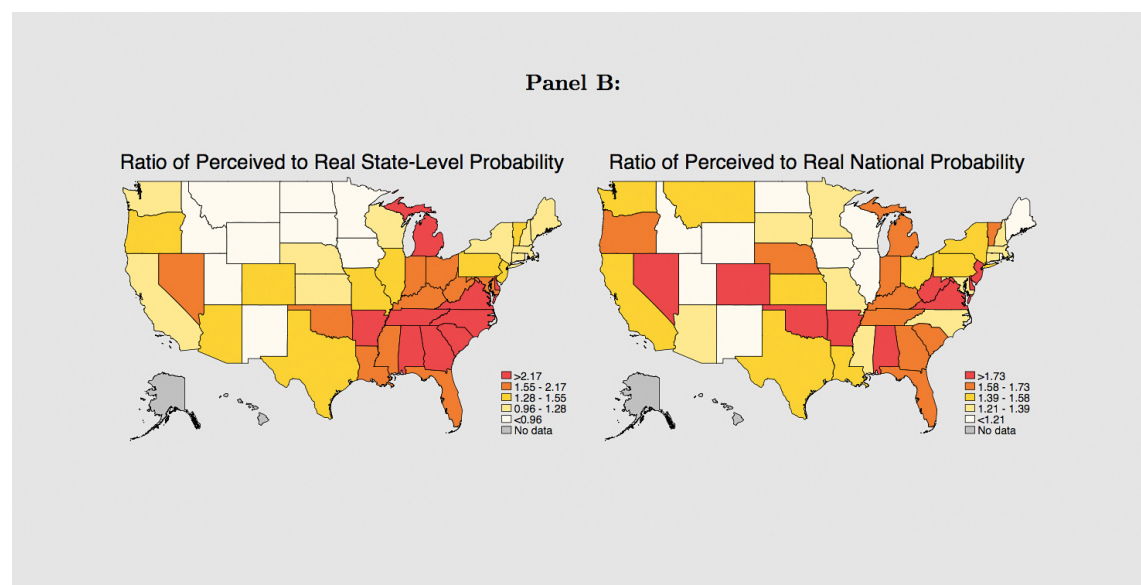 Panel B:
Ratio of Perceived to Real State-Level Probability
>2.17
1.55 - 2.17
1.28 - 1.55
0.96 - 1.28
<0.96
No data
Ratio of Perceived to Real National Probability
>1.73
1.58 - 1.73
1.39 - 1.58
1.21 - 1.39
<1.21
No data